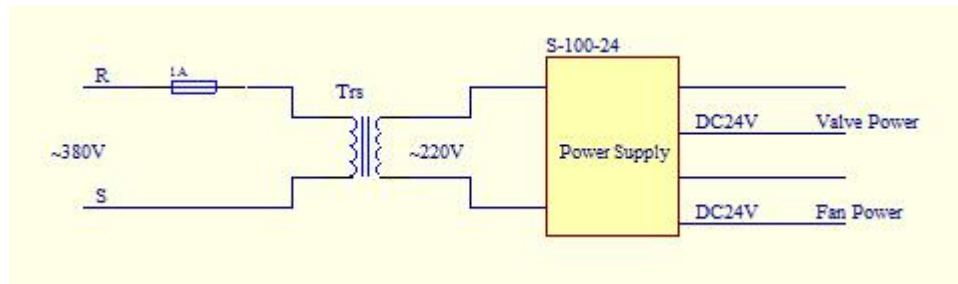 S-100-24
R
1A
Trs
DC24V
Valve Power
~380V
~220V
Power Supply
S
DC24V
Fan Power